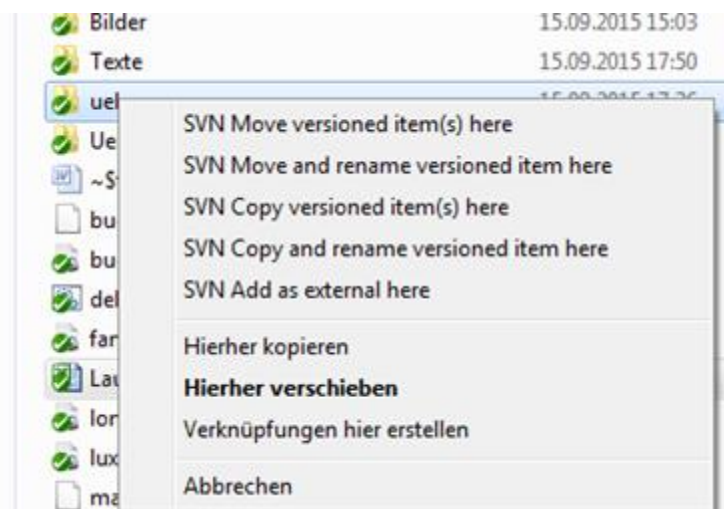 Bilder 15.09.2015 15:03
Texte 15.09.2015 17:50
SVN Move versioned item(s) here
SVN Move and rename versioned item here
SVN Copy versioned item(s) here
SVN Copy and rename versioned item here
SVN Add as external here
Hierher kopieren
Hierher verschieben
Verknüpfungen hier erstellen
Abbrechen